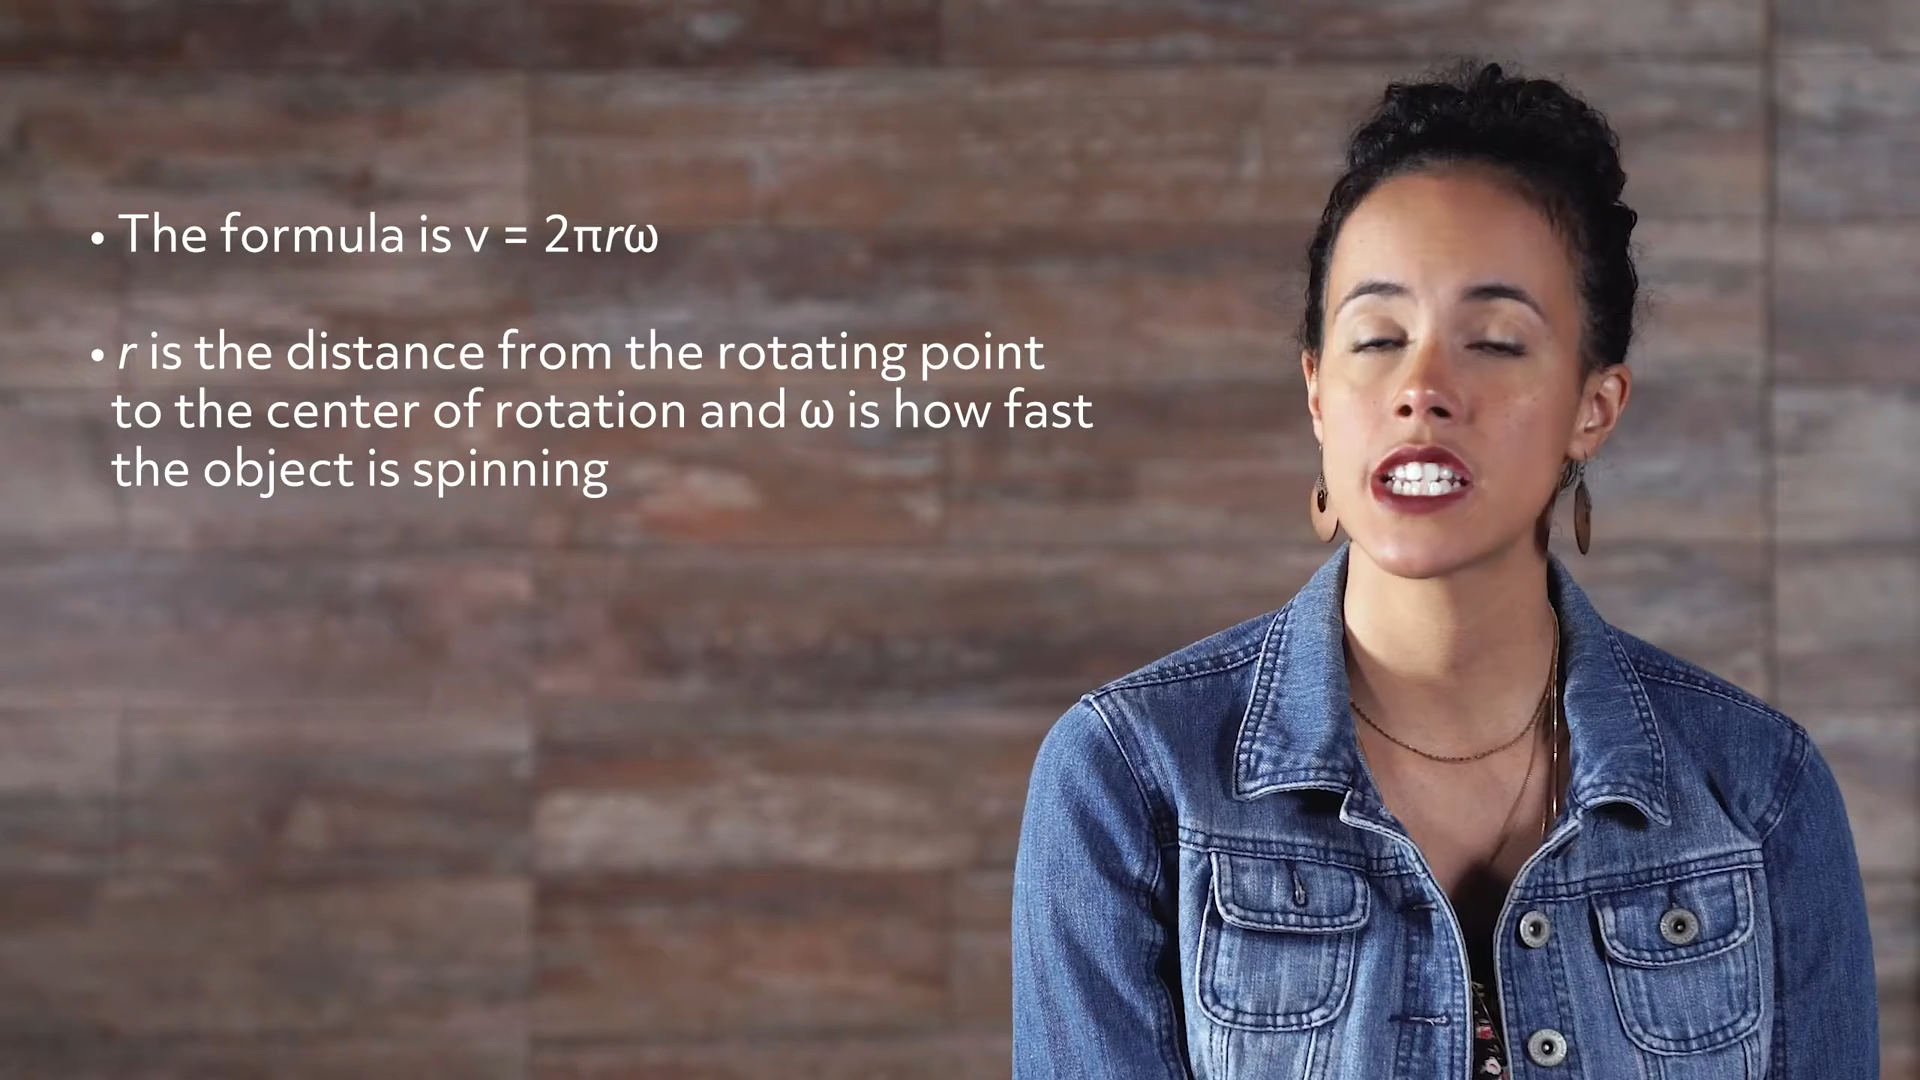 • The formula is v = 2πrω
• r is the distance from the rotating point
to the center of rotation and ω is how fast
the object is spinning